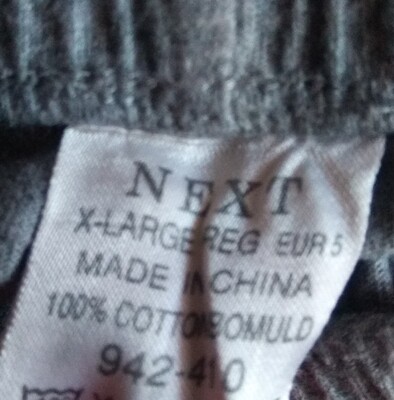 NEXT
X-LARGE REG EUR 5
MADE IN CHINA
100% COTTON BOMULD
942-410